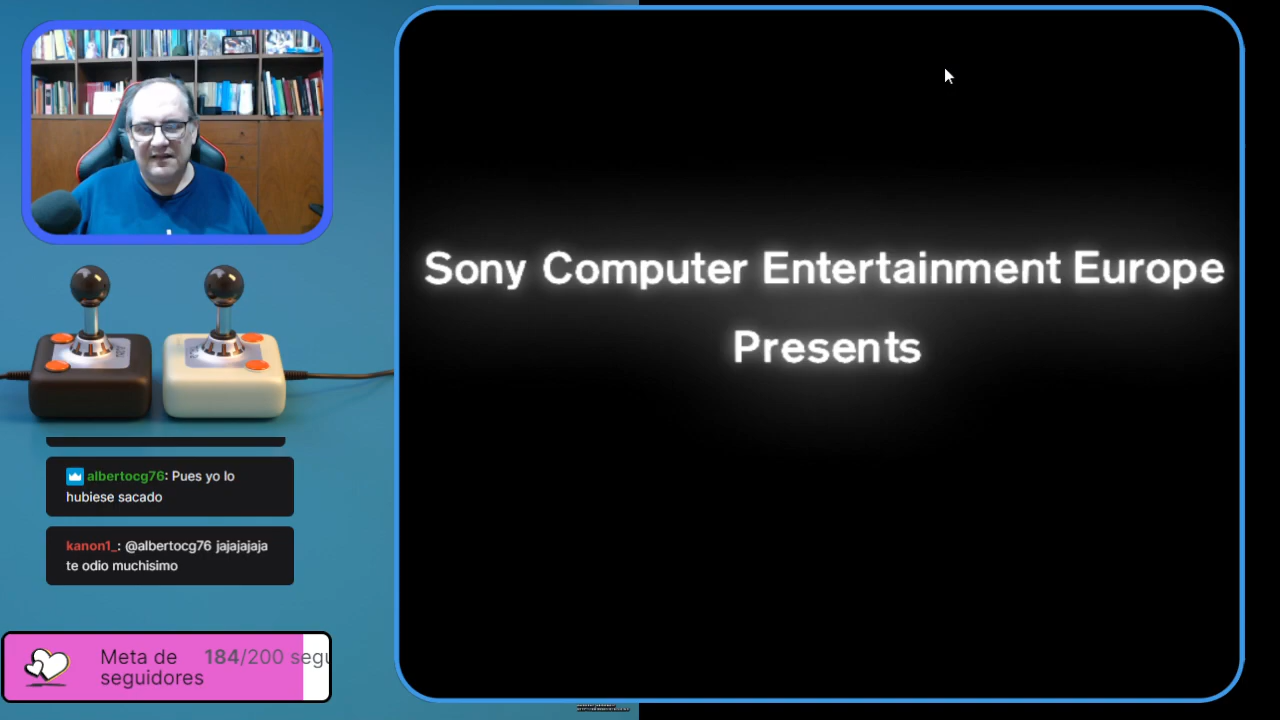 Sony Computer Entertainment Europe
Presents
albertocg76: Pues yo lo
hubiese sacado
kanon1_: @albertocg76 jajajajaja
te odio muchisimo
Meta de
seguidores
184/200 segu